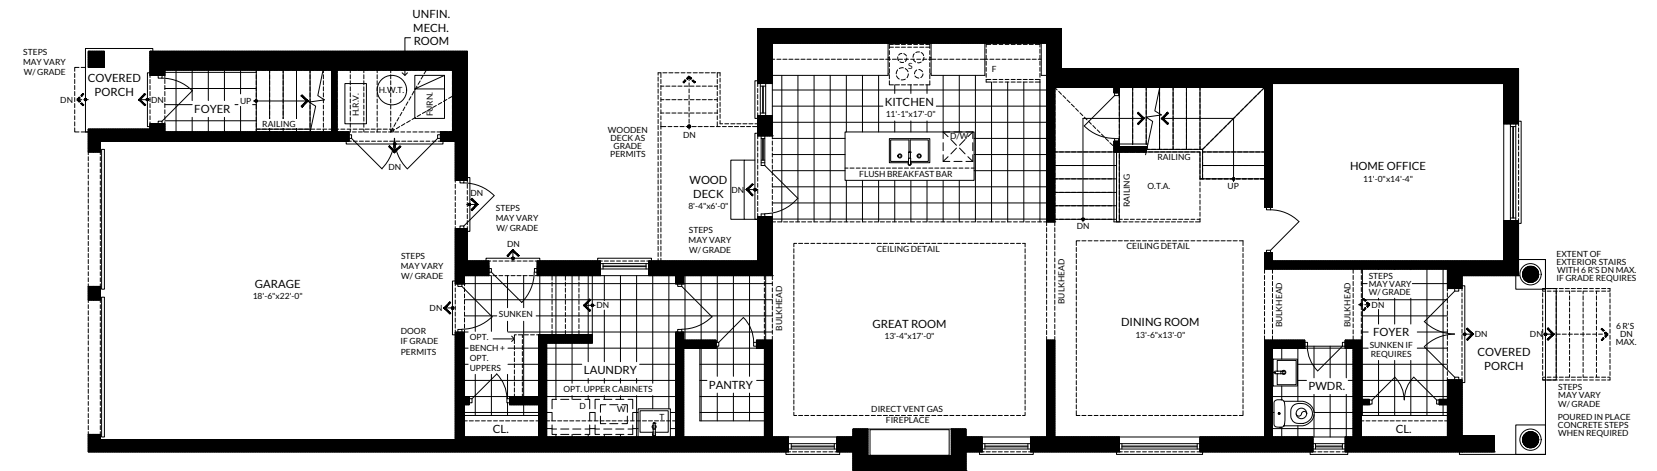 UNFIN.
MECH.
ROOM
STEPS
MAY VARY
W/ GRADE
COVERED
PORCH
DN
DN
FOYER
UP
RAILING
H.R.V.
H.W.T.
FURN.
DN
GARAGE
18'-6"x22'-0"
DN
STEPS
MAY VARY
W/ GRADE
STEPS
MAY VARY
W/ GRADE
DN
DN
DOOR
IF GRADE
PERMITS
SUNKEN
DN
OPT.
BENCH +
OPT.
UPPERS
CL.
LAUNDRY
OPT. UPPER CABINETS
D
W
T
PANTRY
WOODEN
DECK AS
GRADE
PERMITS
DN
WOOD
DECK
8'-4"x6'-0"
DN
STEPS
MAY VARY
W/ GRADE
S
F
KITCHEN
11'-1"x17'-0"
D/W
FLUSH BREAKFAST BAR
CEILING DETAIL
BULKHEAD
GREAT ROOM
13'-4"x17'-0"
DIRECT VENT GAS
FIREPLACE
BULKHEAD
RAILING
RAILING
O.T.A.
UP
DN
CEILING DETAIL
DINING ROOM
13'-6"x13'-0"
HOME OFFICE
11'-0"x14'-4"
BULKHEAD
BULKHEAD
STEPS
MAY VARY
W/ GRADE
DN
FOYER
SUNKEN IF
REQUIRES
PWDR.
CL.
DN
COVERED
PORCH
EXTENT OF
EXTERIOR STAIRS
WITH 6 R'S DN MAX.
IF GRADE REQUIRES
DN
6 R'S
DN
MAX.
STEPS
MAY VARY
W/ GRADE
POURED IN PLACE
CONCRETE STEPS
WHEN REQUIRED